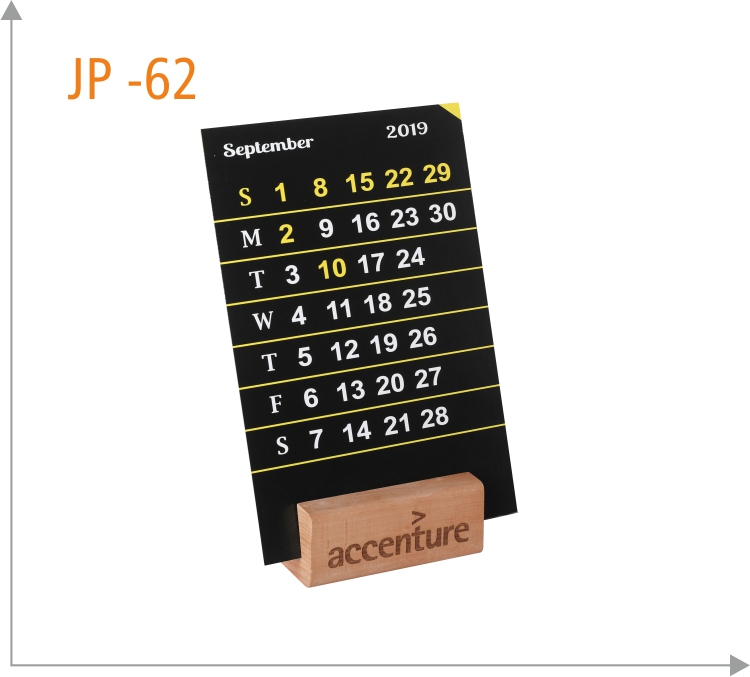 JP -62
September 2019
S 1 8 15 22 29
M 2 9 16 23 30
T 3 10 17 24
W 4 11 18 25
T 5 12 19 26
F 6 13 20 27
S 7 14 21 28
accenture